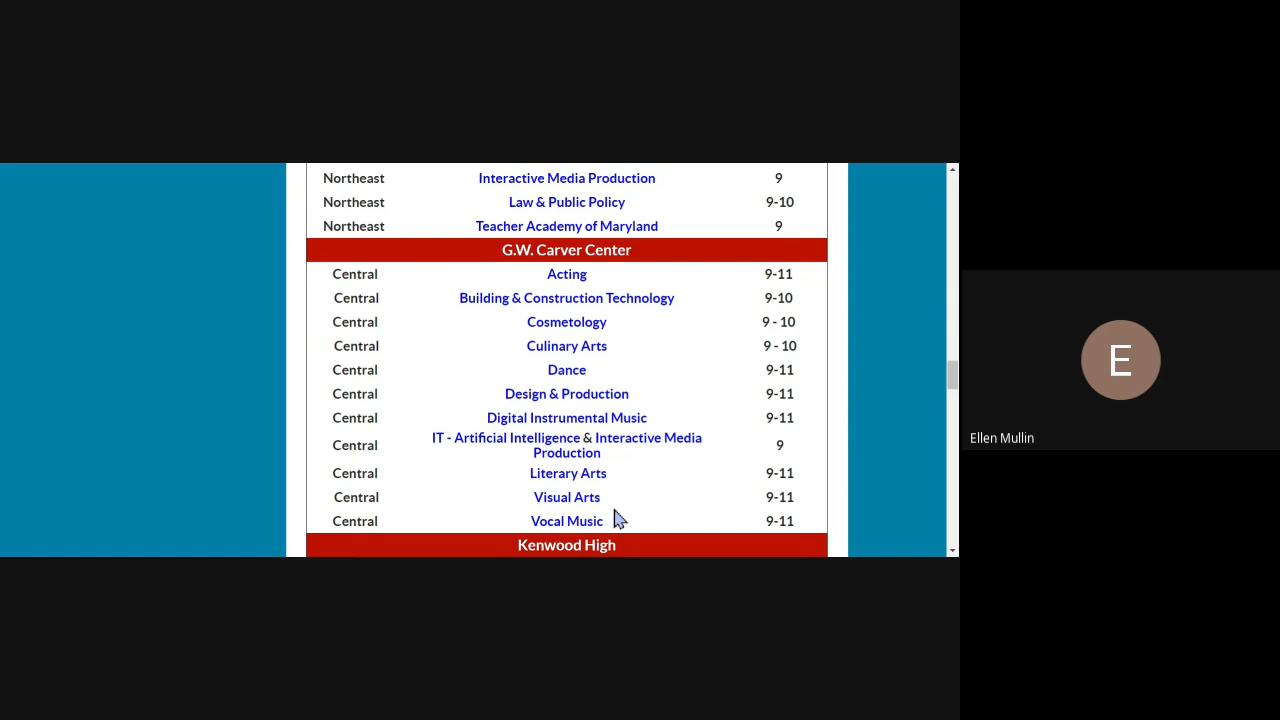 Northeast Interactive Media Production 9
Northeast Law & Public Policy 9-10
Northeast Teacher Academy of Maryland 9
G.W. Carver Center
Central Acting 9-11
Central Building & Construction Technology 9-10
Central Cosmetology 9 - 10
Central Culinary Arts 9 - 10
Central Dance 9-11
Central Design & Production 9-11
Central Digital Instrumental Music 9-11
Central IT - Artificial Intelligence & Interactive Media 9
Production
Central Literary Arts 9-11
Central Visual Arts 9-11
Central Vocal Music 9-11
Kenwood High
E
Ellen Mullin